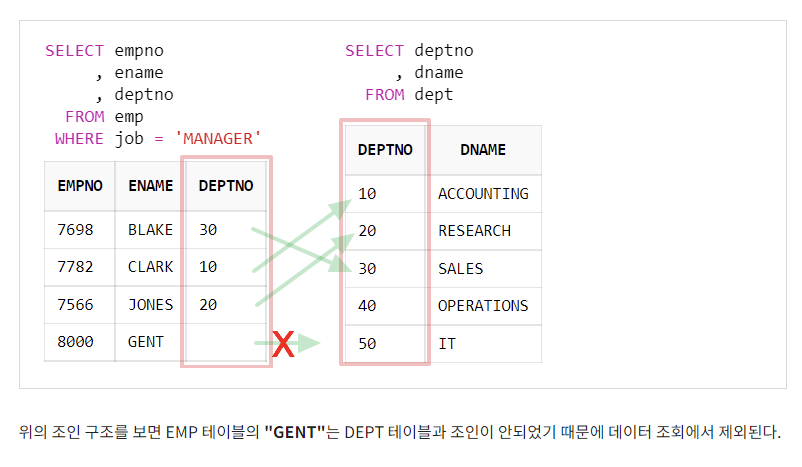 SELECT empno
, ename
, deptno
FROM emp
WHERE job = 'MANAGER'
EMPNO ENAME DEPTNO
7698 BLAKE 30
7782 CLARK 10
7566 JONES 20
8000 GENT
X
SELECT deptno
, dname
FROM dept
DEPTNO DNAME
10 ACCOUNTING
20 RESEARCH
30 SALES
40 OPERATIONS
50 IT
위의 조인 구조를 보면 EMP 테이블의 "GENT"는 DEPT 테이블과 조인이 안되었기 때문에 데이터 조회에서 제외된다.